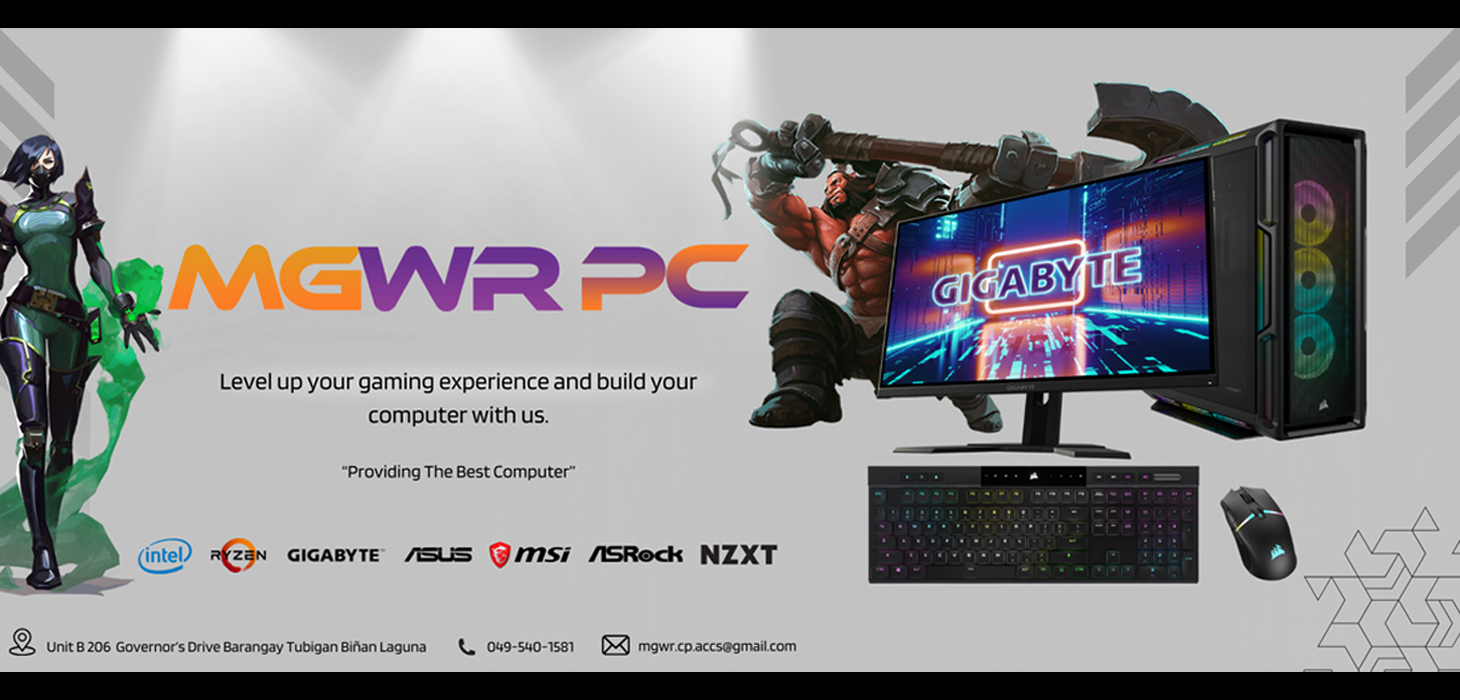 MGWR PC
Level up your gaming experience and build your
computer with us.
“Providing The Best Computer”
intel RYZEN GIGABYTE™ ASUS msi ASRock NZXT
Unit B 206 Governor's Drive Barangay Tubigan Biñan Laguna 049-540-1581 mgwr.cp.accs@gmail.com
GIGABYTE
GIGABYTE